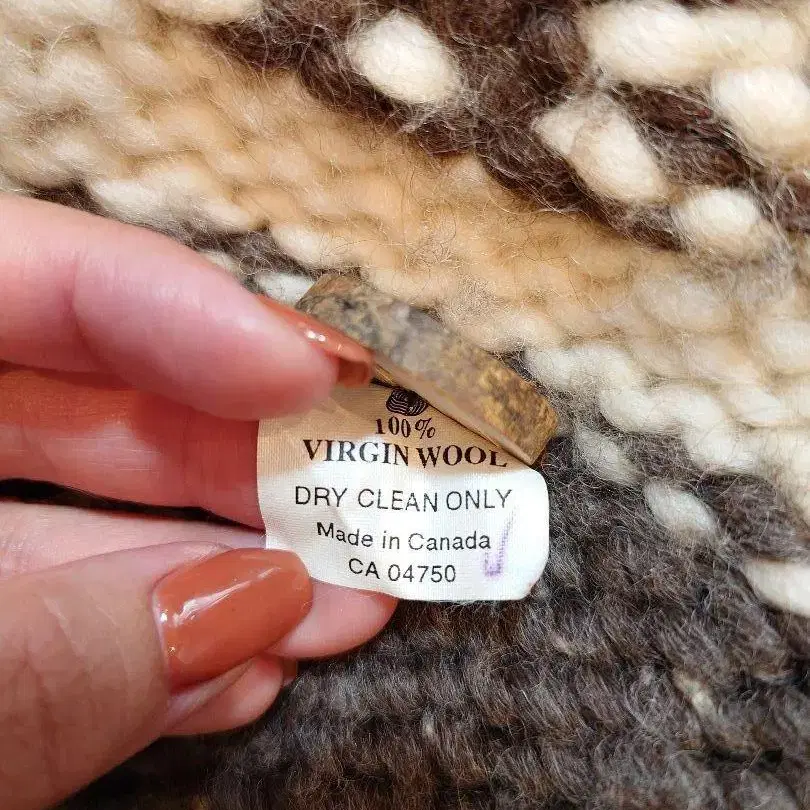 100%
VIRGIN WOOL
DRY CLEAN ONLY
Made in Canada
CA 04750